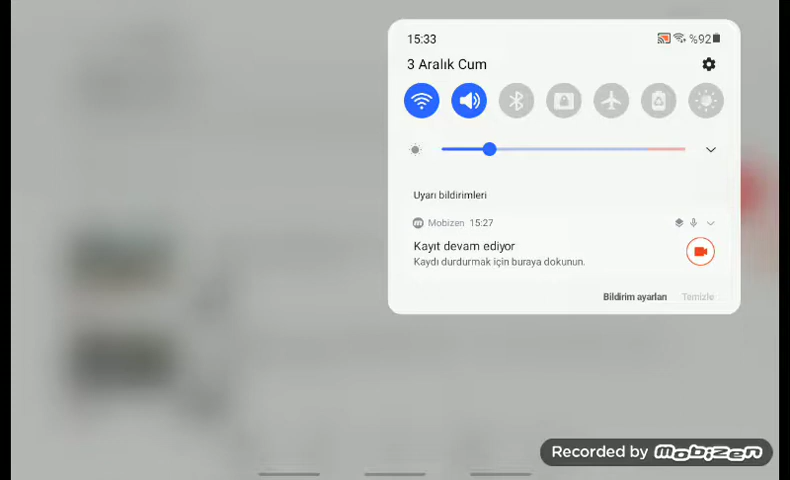 15:33
%92
3 Aralık Cum
Uyarı bildirimleri
Mobizen 15:27
Kayıt devam ediyor
Kaydı durdurmak için buraya dokunun.
Bildirim ayarları Temizle
Recorded by mobizen